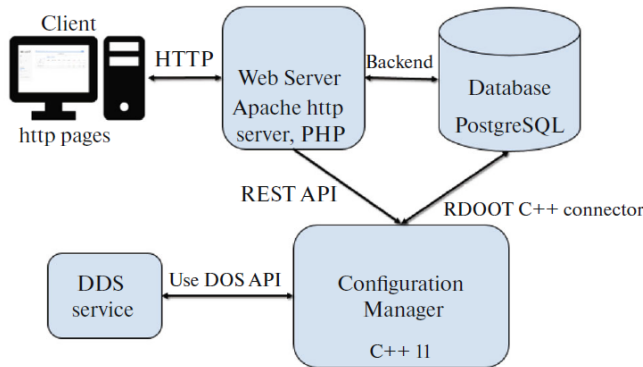 Client
HTTP
http pages
Web Server
Apache http
server, PHP
Backend
Database
PostgreSQL
REST API
RDOOT C++ connector
DDS
service
Use DOS API
Configuration
Manager
C++ 11